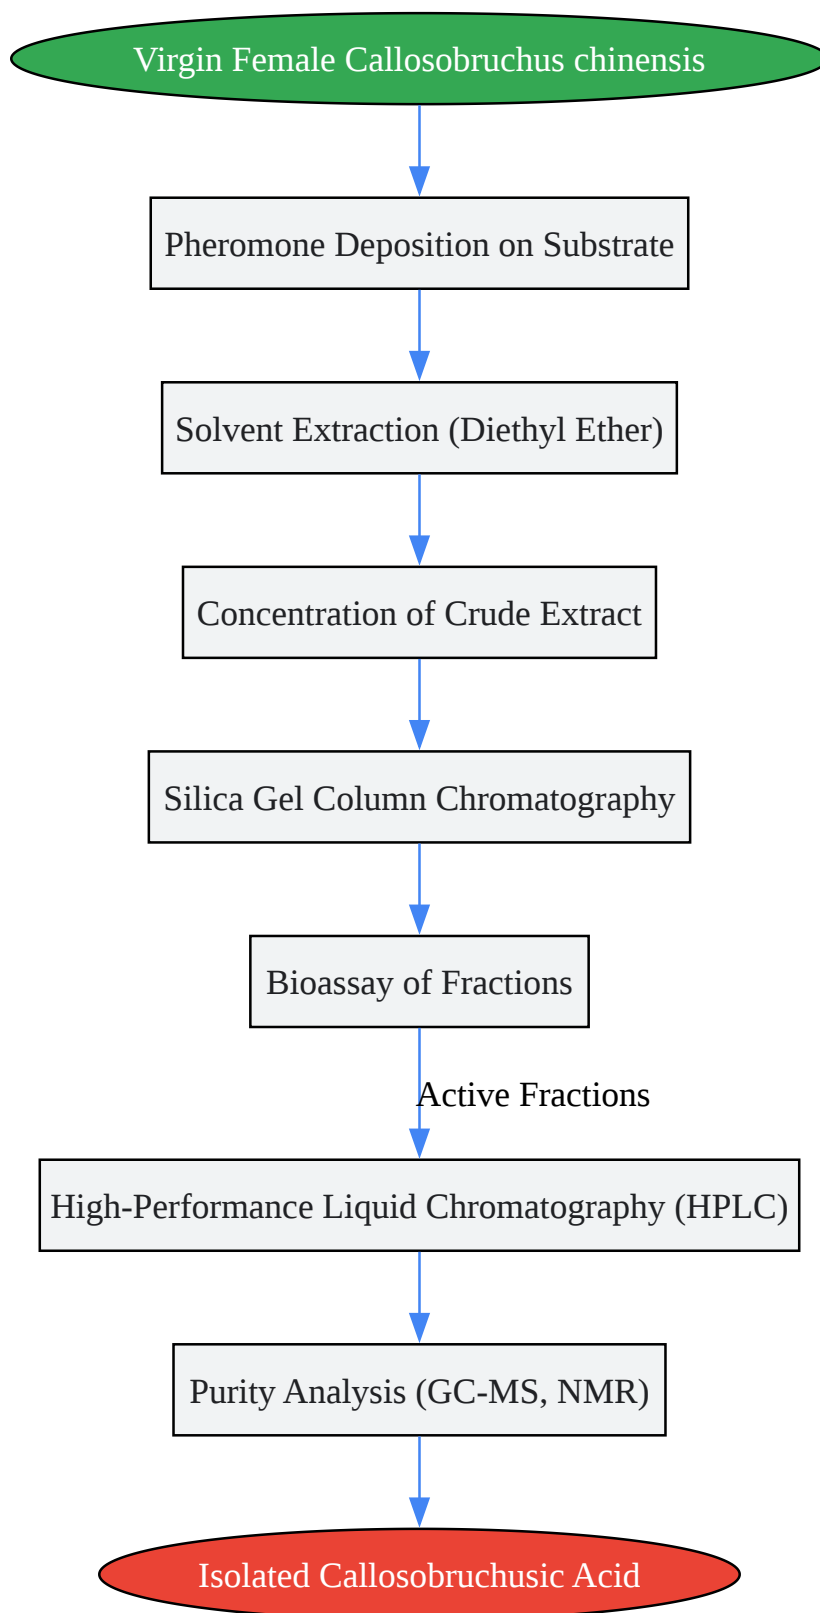 Virgin Female Callosobruchus chinensis
Pheromone Deposition on Substrate
Solvent Extraction (Diethyl Ether)
Concentration of Crude Extract
Silica Gel Column Chromatography
Bioassay of Fractions
Active Fractions
High-Performance Liquid Chromatography (HPLC)
Purity Analysis (GC-MS, NMR)
Isolated Callosobruchusic Acid